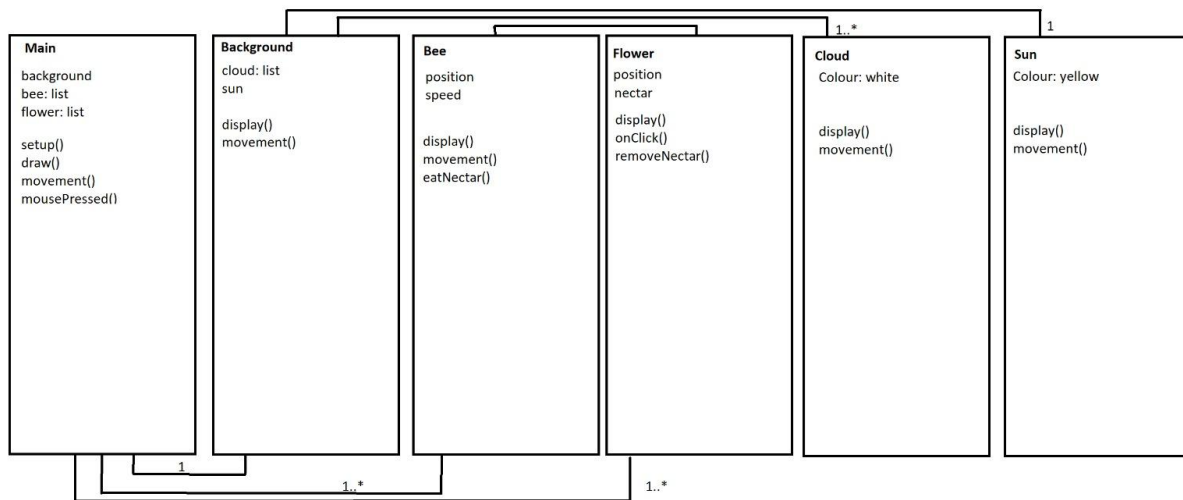 1..*
1
Main
background
bee: list
flower: list
setup()
draw()
movement()
mousePressed()
Background
cloud: list
sun
display()
movement()
Bee
position
speed
display()
movement()
eatNectar()
Flower
position
nectar
display()
onClick()
removeNectar()
Cloud
Colour: white
display()
movement()
Sun
Colour: yellow
display()
movement()
1
1..*
1..*